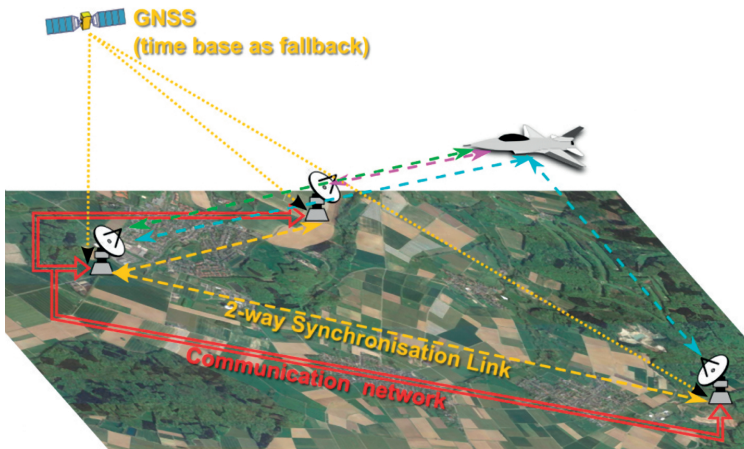 GNSS
(time base as fallback)
2-way Synchronisation Link
Communication network